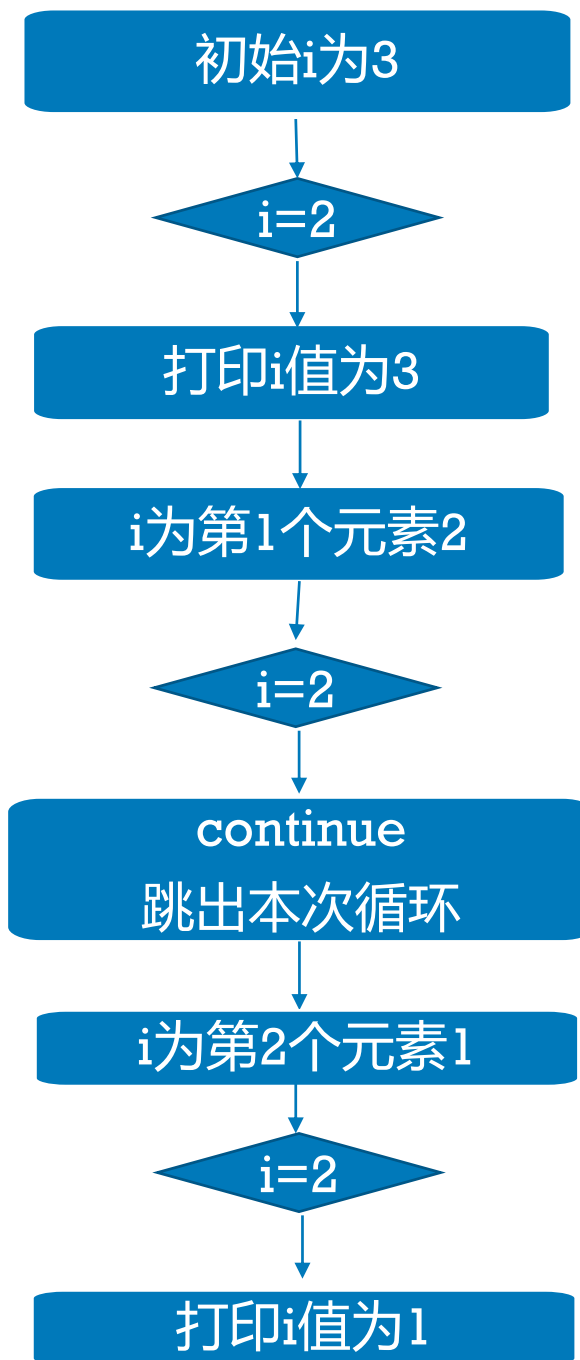 初始i为3
i=2
打印i值为3
i为第1个元素2
i=2
continue
跳出本次循环
i为第2个元素1
i=2
打印i值为1